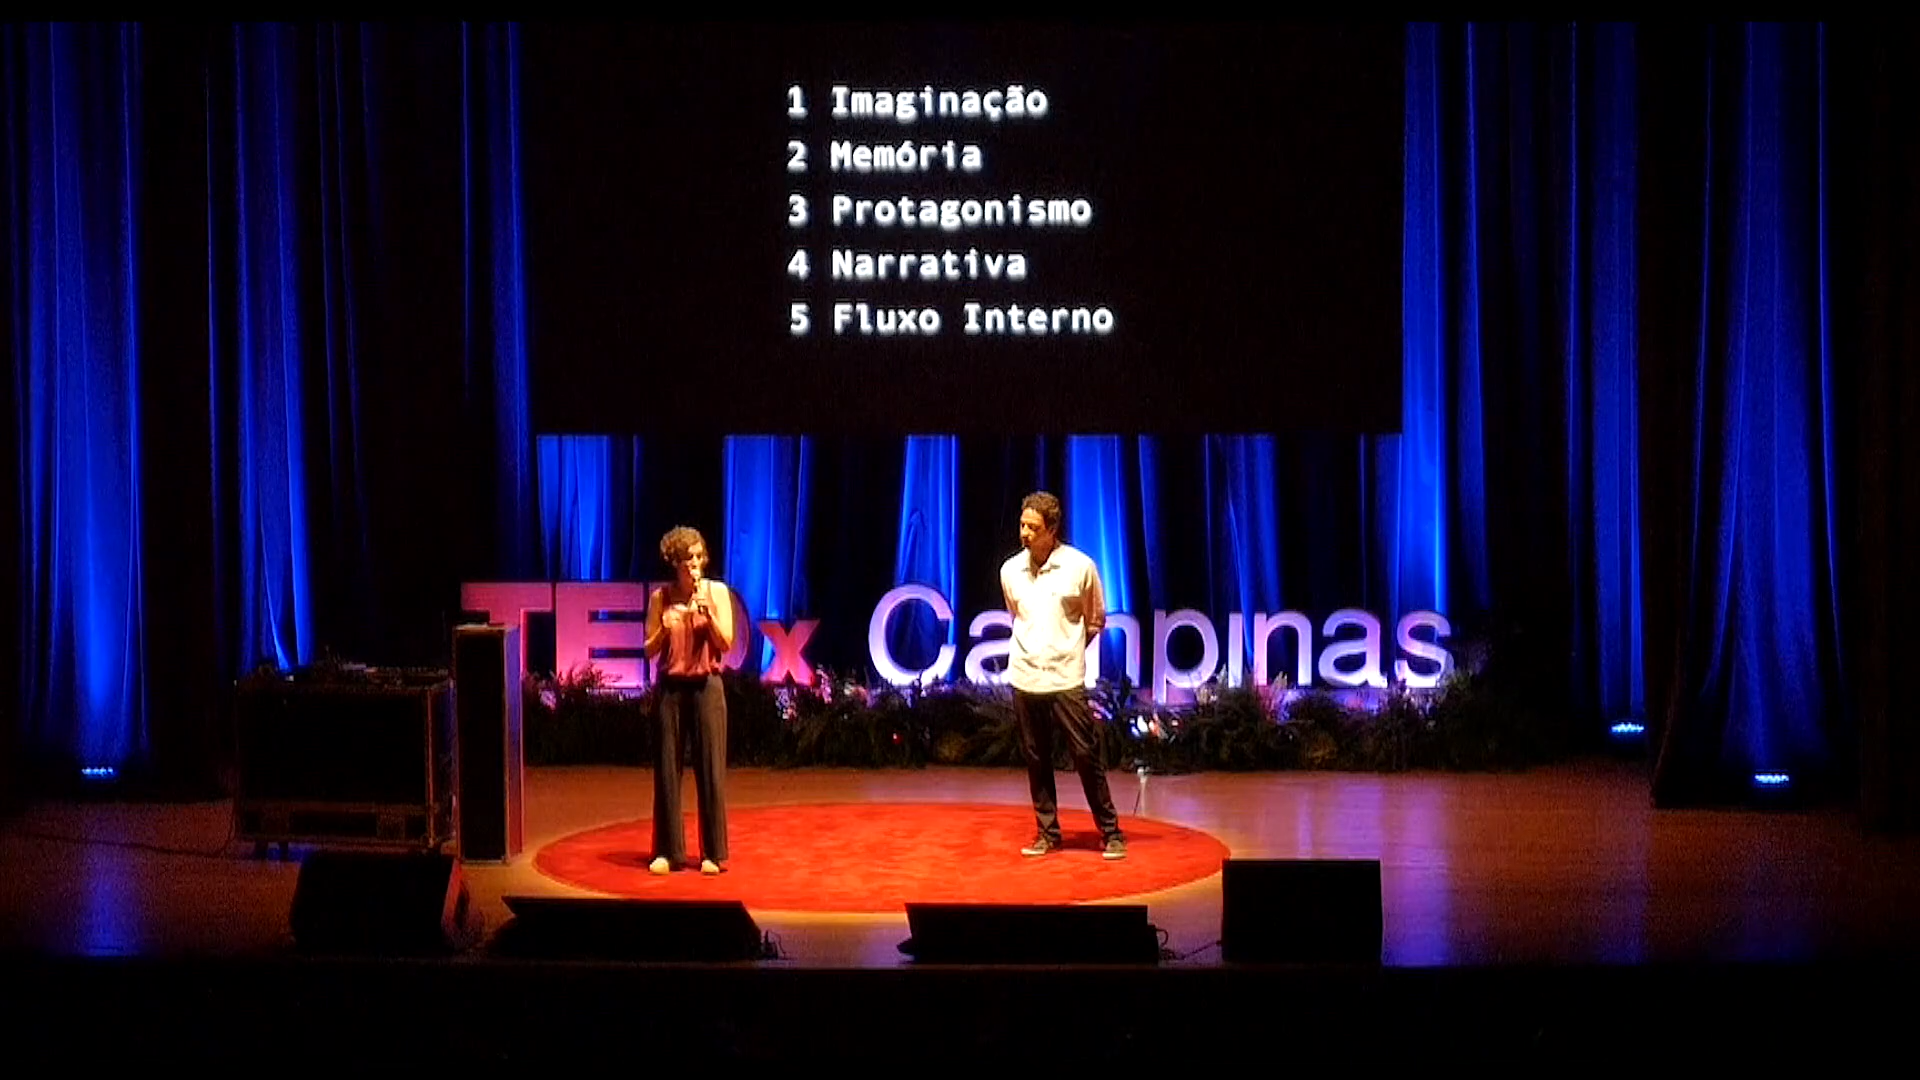 1 Imaginação
2 Memória
3 Protagonismo
4 Narrativa
5 Fluxo Interno
TEDx Campinas